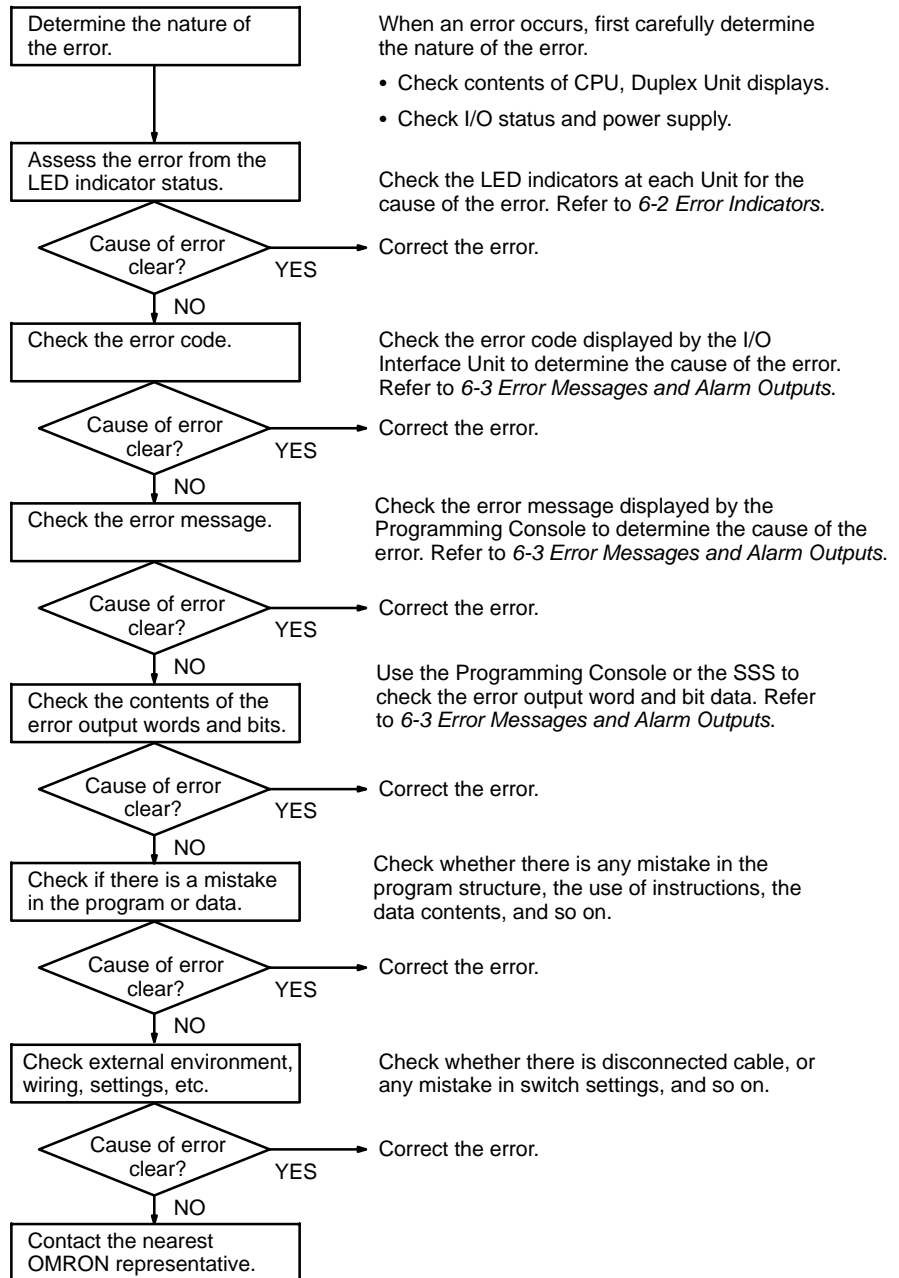 Determine the nature of
the error.
When an error occurs, first carefully determine
the nature of the error.
• Check contents of CPU, Duplex Unit displays.
• Check I/O status and power supply.
Assess the error from the
LED indicator status.
Check the LED indicators at each Unit for the
cause of the error. Refer to 6-2 Error Indicators.
Cause of error
clear?
YES
Correct the error.
NO
Check the error code.
Check the error code displayed by the I/O
Interface Unit to determine the cause of the error.
Refer to 6-3 Error Messages and Alarm Outputs.
Cause of error
clear?
YES
Correct the error.
NO
Check the error message.
Check the error message displayed by the
Programming Console to determine the cause of the
error. Refer to 6-3 Error Messages and Alarm Outputs.
Cause of error
clear?
YES
Correct the error.
NO
Check the contents of the
error output words and bits.
Use the Programming Console or the SSS to
check the error output word and bit data. Refer
to 6-3 Error Messages and Alarm Outputs.
Cause of error
clear?
YES
Correct the error.
NO
Check if there is a mistake
in the program or data.
Check whether there is any mistake in the
program structure, the use of instructions, the
data contents, and so on.
Cause of error
clear?
YES
Correct the error.
NO
Check external environment,
wiring, settings, etc.
Check whether there is disconnected cable, or
any mistake in switch settings, and so on.
Cause of error
clear?
YES
Correct the error.
NO
Contact the nearest
OMRON representative.